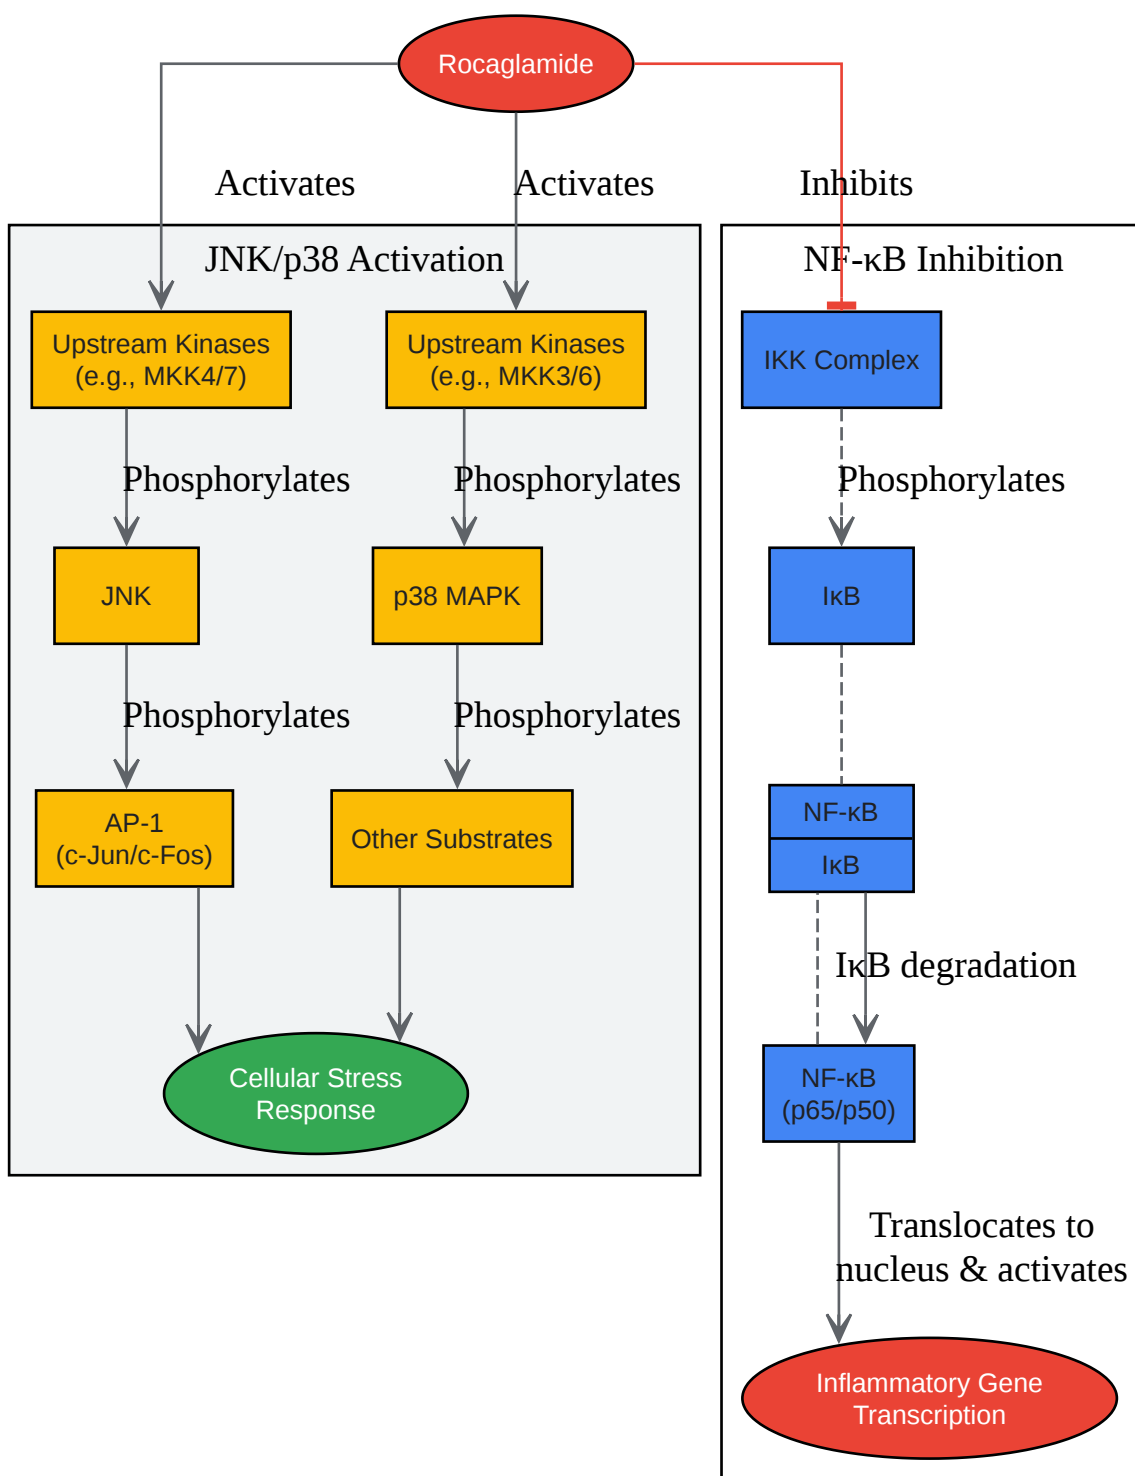 Rocaglamide
Activates
Activates
Inhibits
JNK/p38 Activation
NF-κB Inhibition
Upstream Kinases
(e.g., MKK4/7)
Upstream Kinases
(e.g., MKK3/6)
IKK Complex
Phosphorylates
Phosphorylates
Phosphorylates
JNK
p38 MAPK
IκB
Phosphorylates
Phosphorylates
AP-1
(c-Jun/c-Fos)
Other Substrates
NF-κB
IκB
IκB degradation
Cellular Stress
Response
NF-κB
(p65/p50)
Translocates to
nucleus & activates
Inflammatory Gene
Transcription